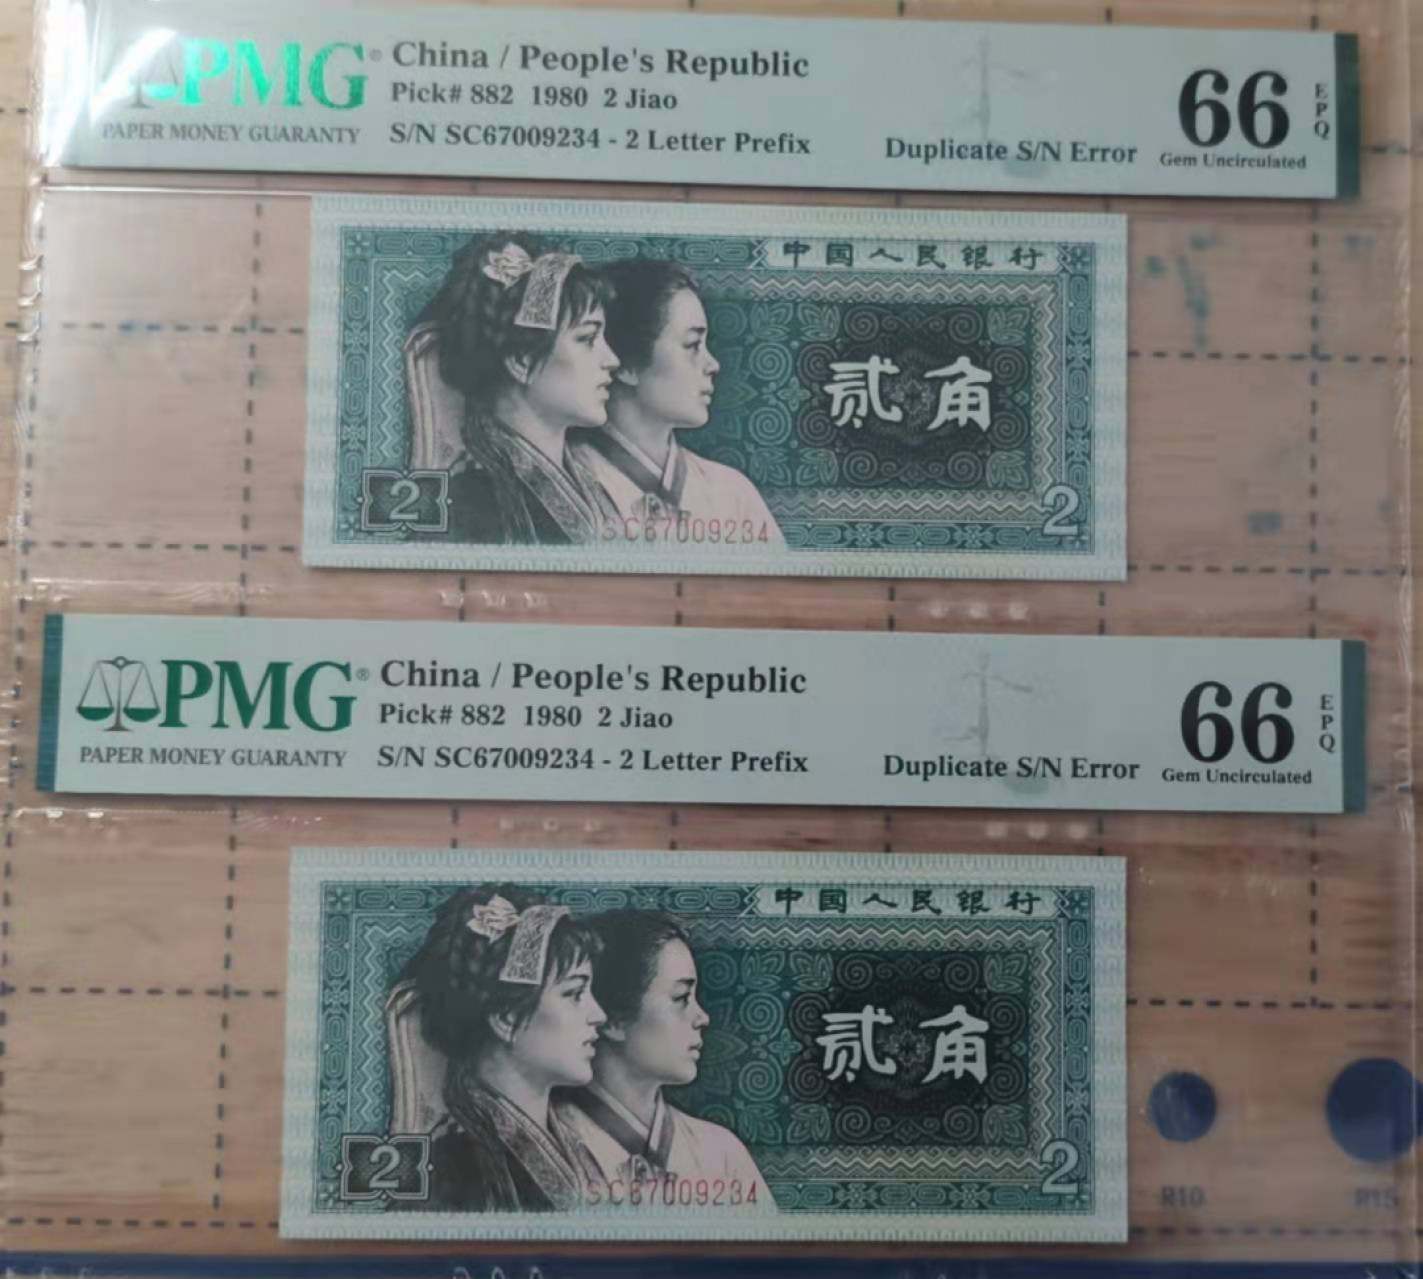 PMG® China / People's Republic
Pick# 882 1980 2 Jiao
PAPER MONEY GUARANTY S/N SC67009234 - 2 Letter Prefix Duplicate S/N Error
66 EPQ
Gem Uncirculated
中国人民银行
贰角
2 2
SC67009234
PMG® China / People's Republic
Pick# 882 1980 2 Jiao
PAPER MONEY GUARANTY S/N SC67009234 - 2 Letter Prefix Duplicate S/N Error
66 EPQ
Gem Uncirculated
中国人民银行
贰角
2 2
SC67009234
R10 R15